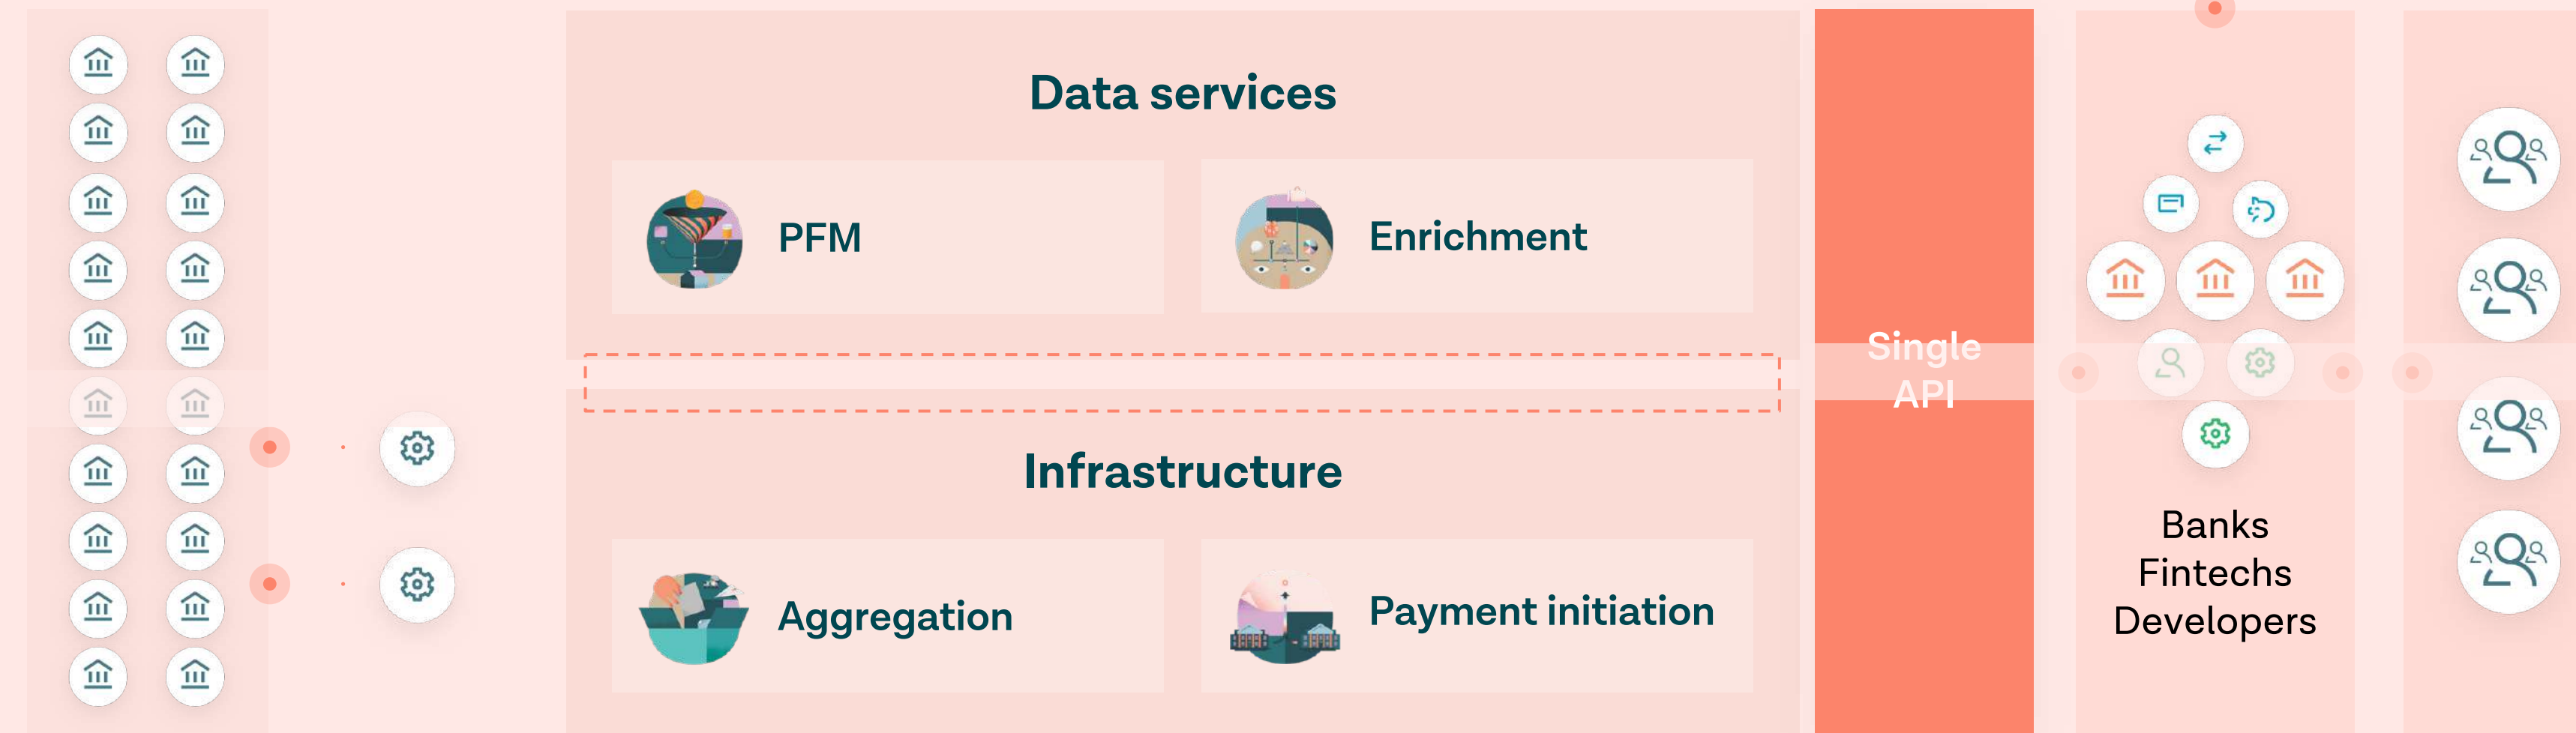 Data services
PFM
Enrichment
Infrastructure
Aggregation
Payment initiation
Single
API
Banks
Fintechs
Developers